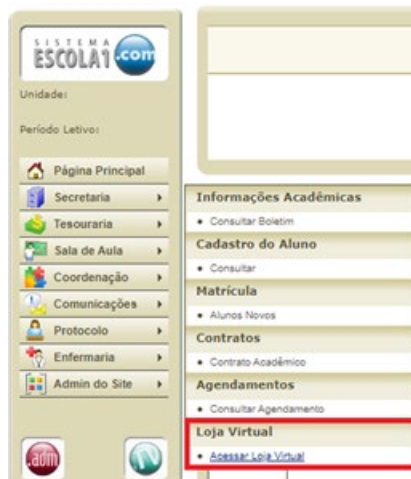 SISTEMA
ESCOLA1.com
Unidade:
Período Letivo:
Página Principal
Secretaria
Tesouraria
Sala de Aula
Coordenação
Comunicações
Protocolo
Enfermaria
Admin do Site
.adm
Informações Acadêmicas
• Consultar Boletim
Cadastro do Aluno
• Consultar
Matrícula
• Alunos Novos
Contratos
• Contrato Acadêmico
Agendamentos
• Consultar Agendamento
Loja Virtual
• Acessar Loja Virtual